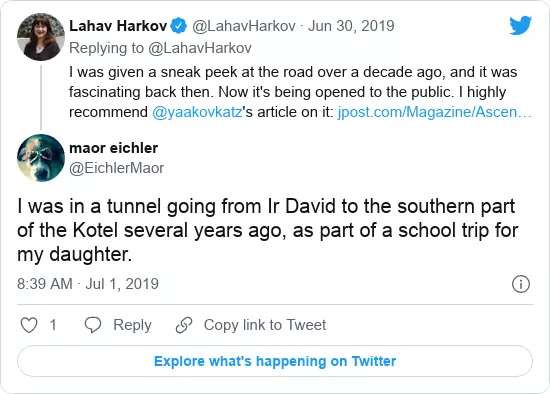 Lahav Harkov @LahavHarkov · Jun 30, 2019
Replying to @LahavHarkov
I was given a sneak peek at the road over a decade ago, and it was
fascinating back then. Now it's being opened to the public. I highly
recommend @yaakovkatz's article on it: jpost.com/Magazine/Ascen…
maor eichler
@EichlerMaor
I was in a tunnel going from Ir David to the southern part
of the Kotel several years ago, as part of a school trip for
my daughter.
8:39 AM · Jul 1, 2019
1 Reply Copy link to Tweet
Explore what's happening on Twitter